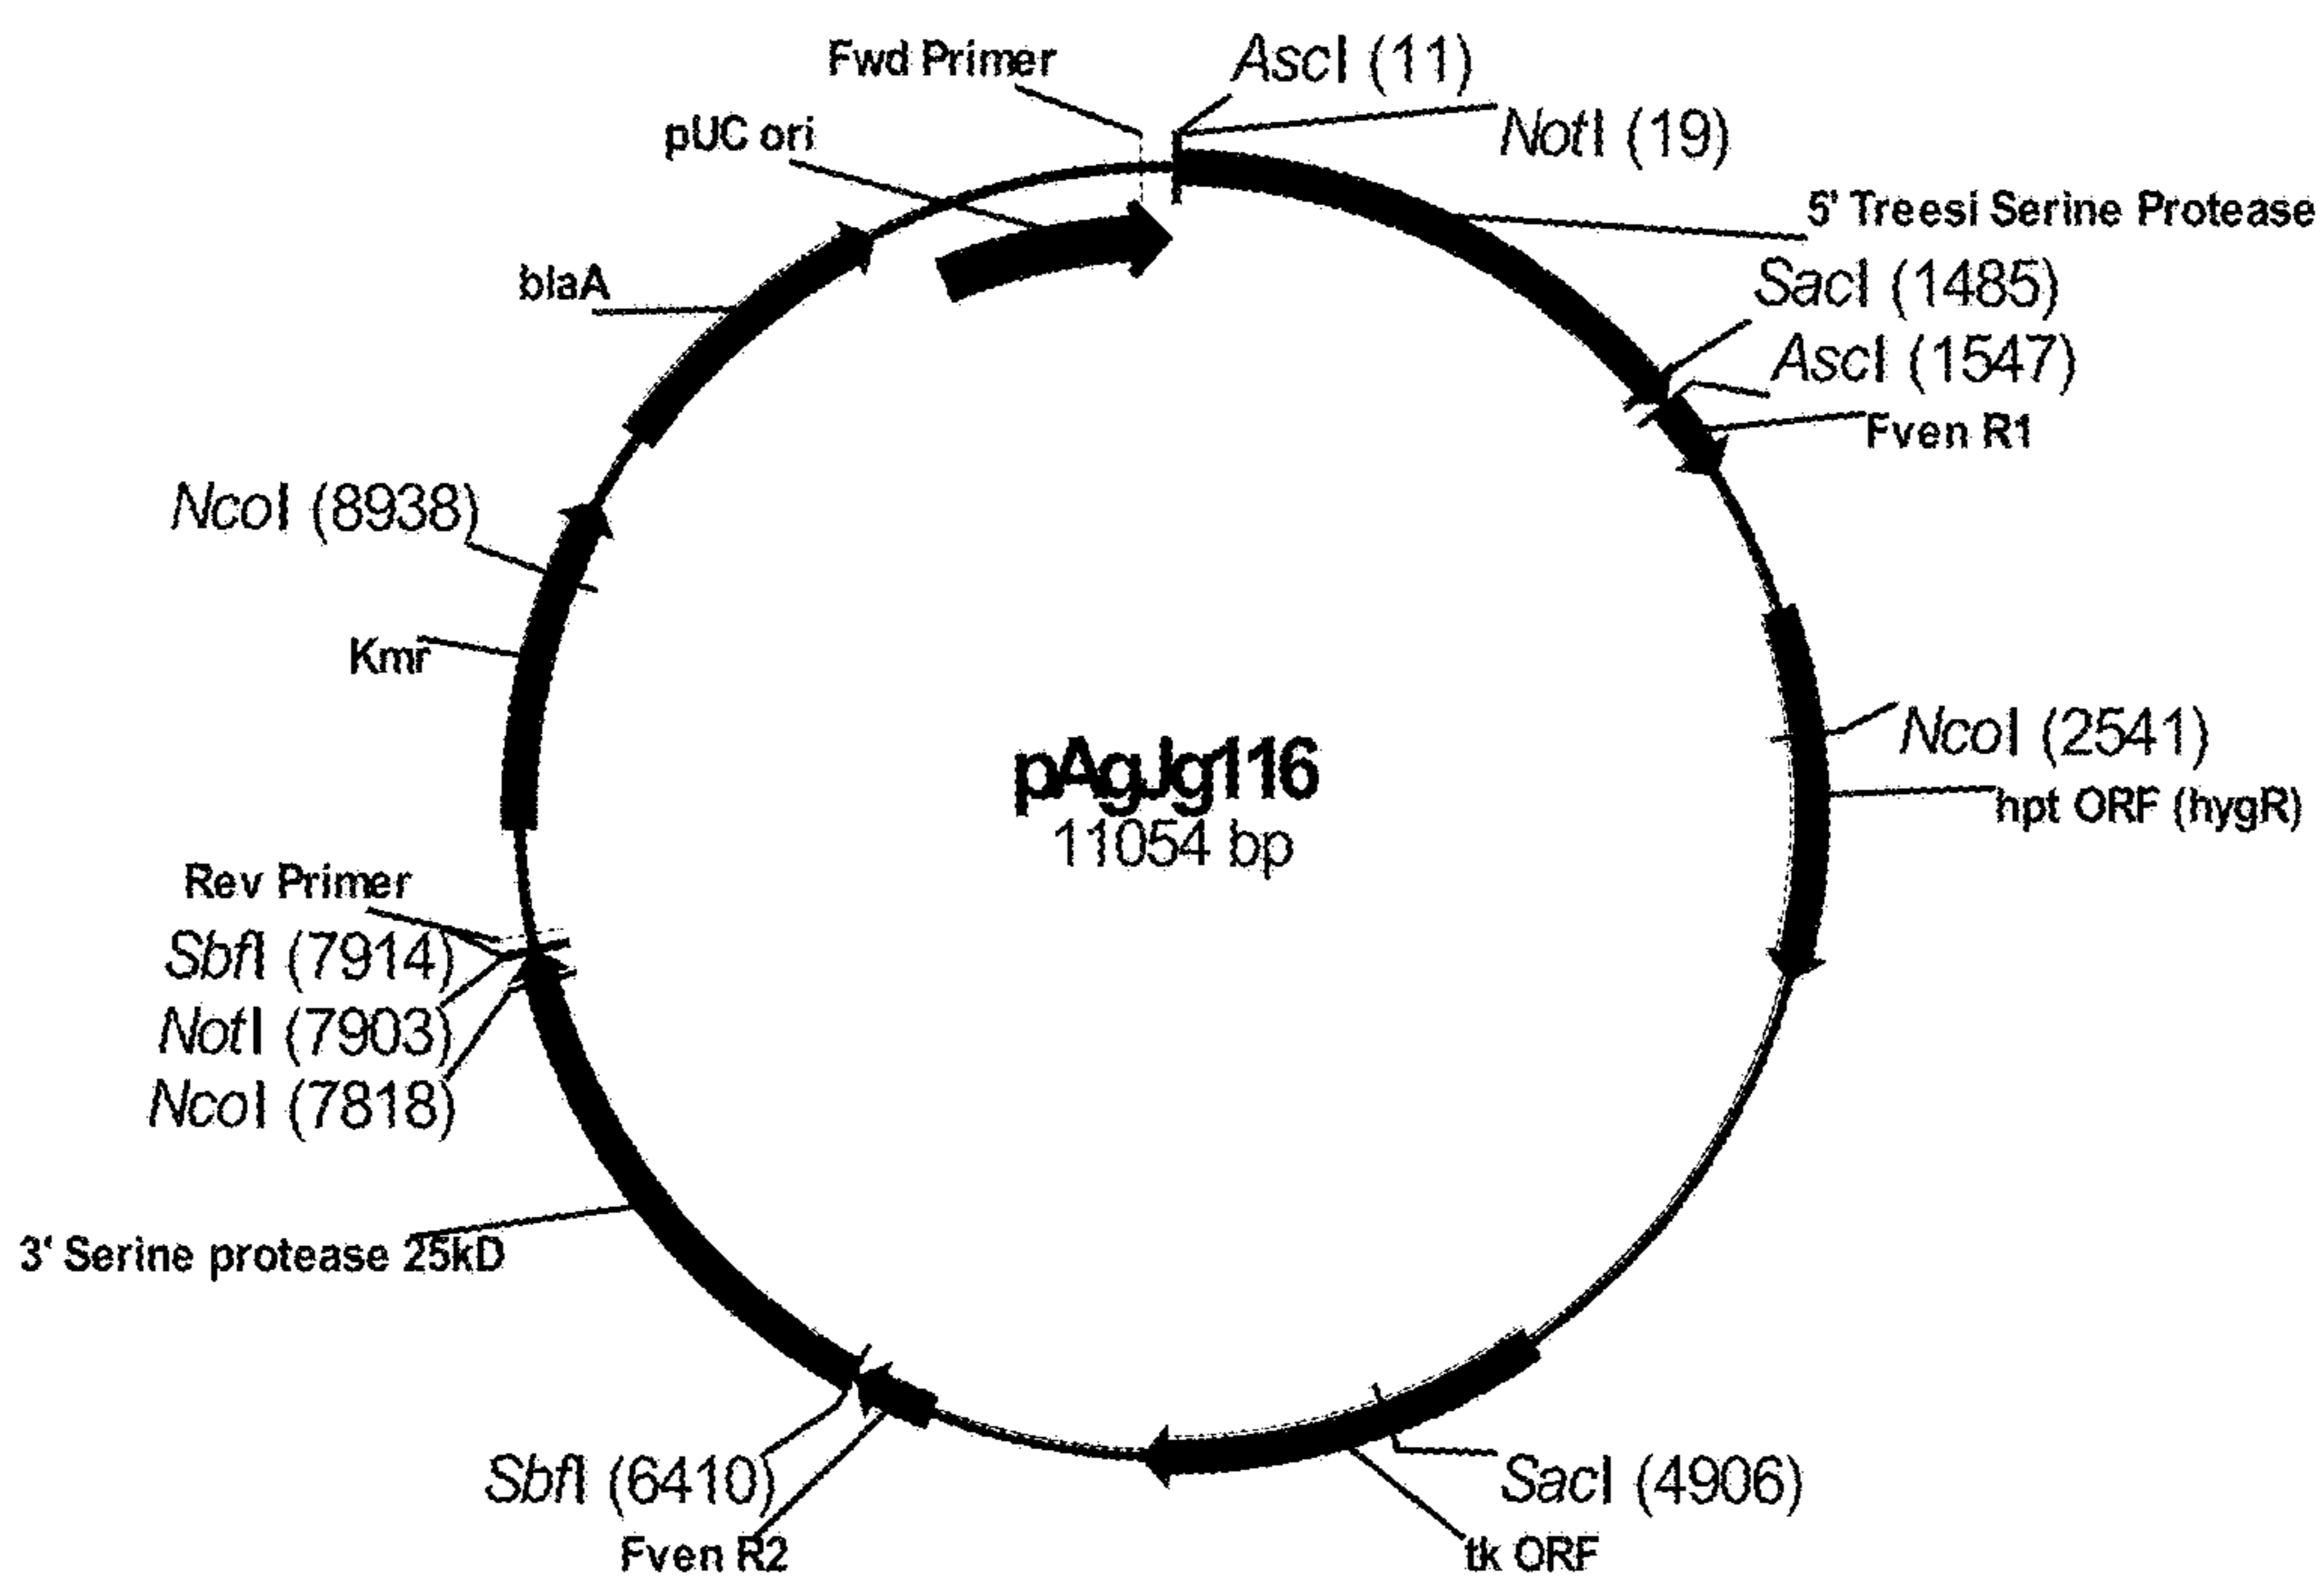 Fwd Primer
AscI (11)
pUC ori
NotI (19)
5' Treesi Serine Protease
blaA
SacI (1485)
AscI (1547)
Fven R1
NcoI (8938)
Kmr
NcoI (2541)
pAgJg116
hpt ORF (hygR)
11054 bp
Rev Primer
SbfI (7914)
NotI (7903)
NcoI (7818)
3' Serine protease 25kD
SbfI (6410)
SacI (4906)
Fven R2
tk ORF